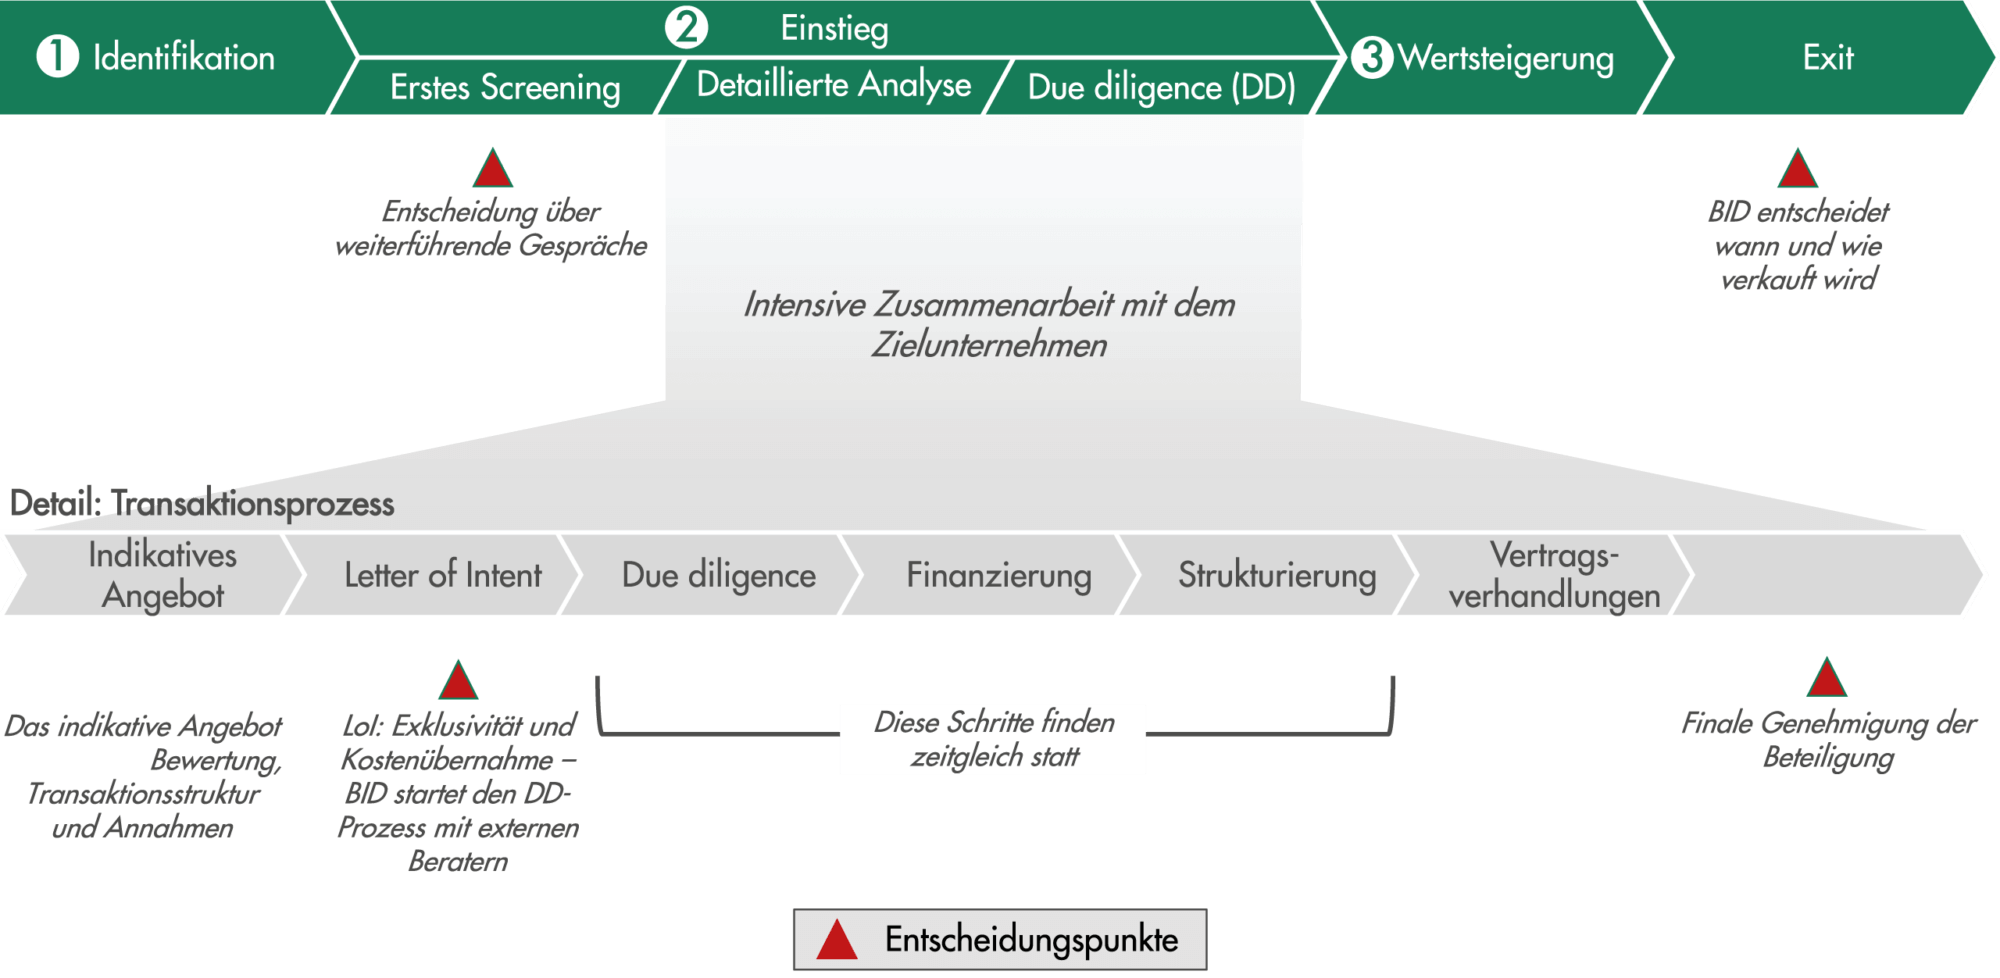 1 Identifikation
2 Einstieg
Erstes Screening
Detaillierte Analyse
Due diligence (DD)
3 Wertsteigerung
Exit
Entscheidung über
weiterführende Gespräche
BID entscheidet
wann und wie
verkauft wird
Intensive Zusammenarbeit mit dem
Zielunternehmen
Detail: Transaktionsprozess
Indikatives
Angebot
Letter of Intent
Due diligence
Finanzierung
Strukturierung
Vertrags-
verhandlungen
Das indikative Angebot
Bewertung,
Transaktionsstruktur
und Annahmen
LoI: Exklusivität und
Kostenübernahme –
BID startet den DD-
Prozess mit externen
Beratern
Diese Schritte finden
zeitgleich statt
Finale Genehmigung der
Beteiligung
Entscheidungspunkte